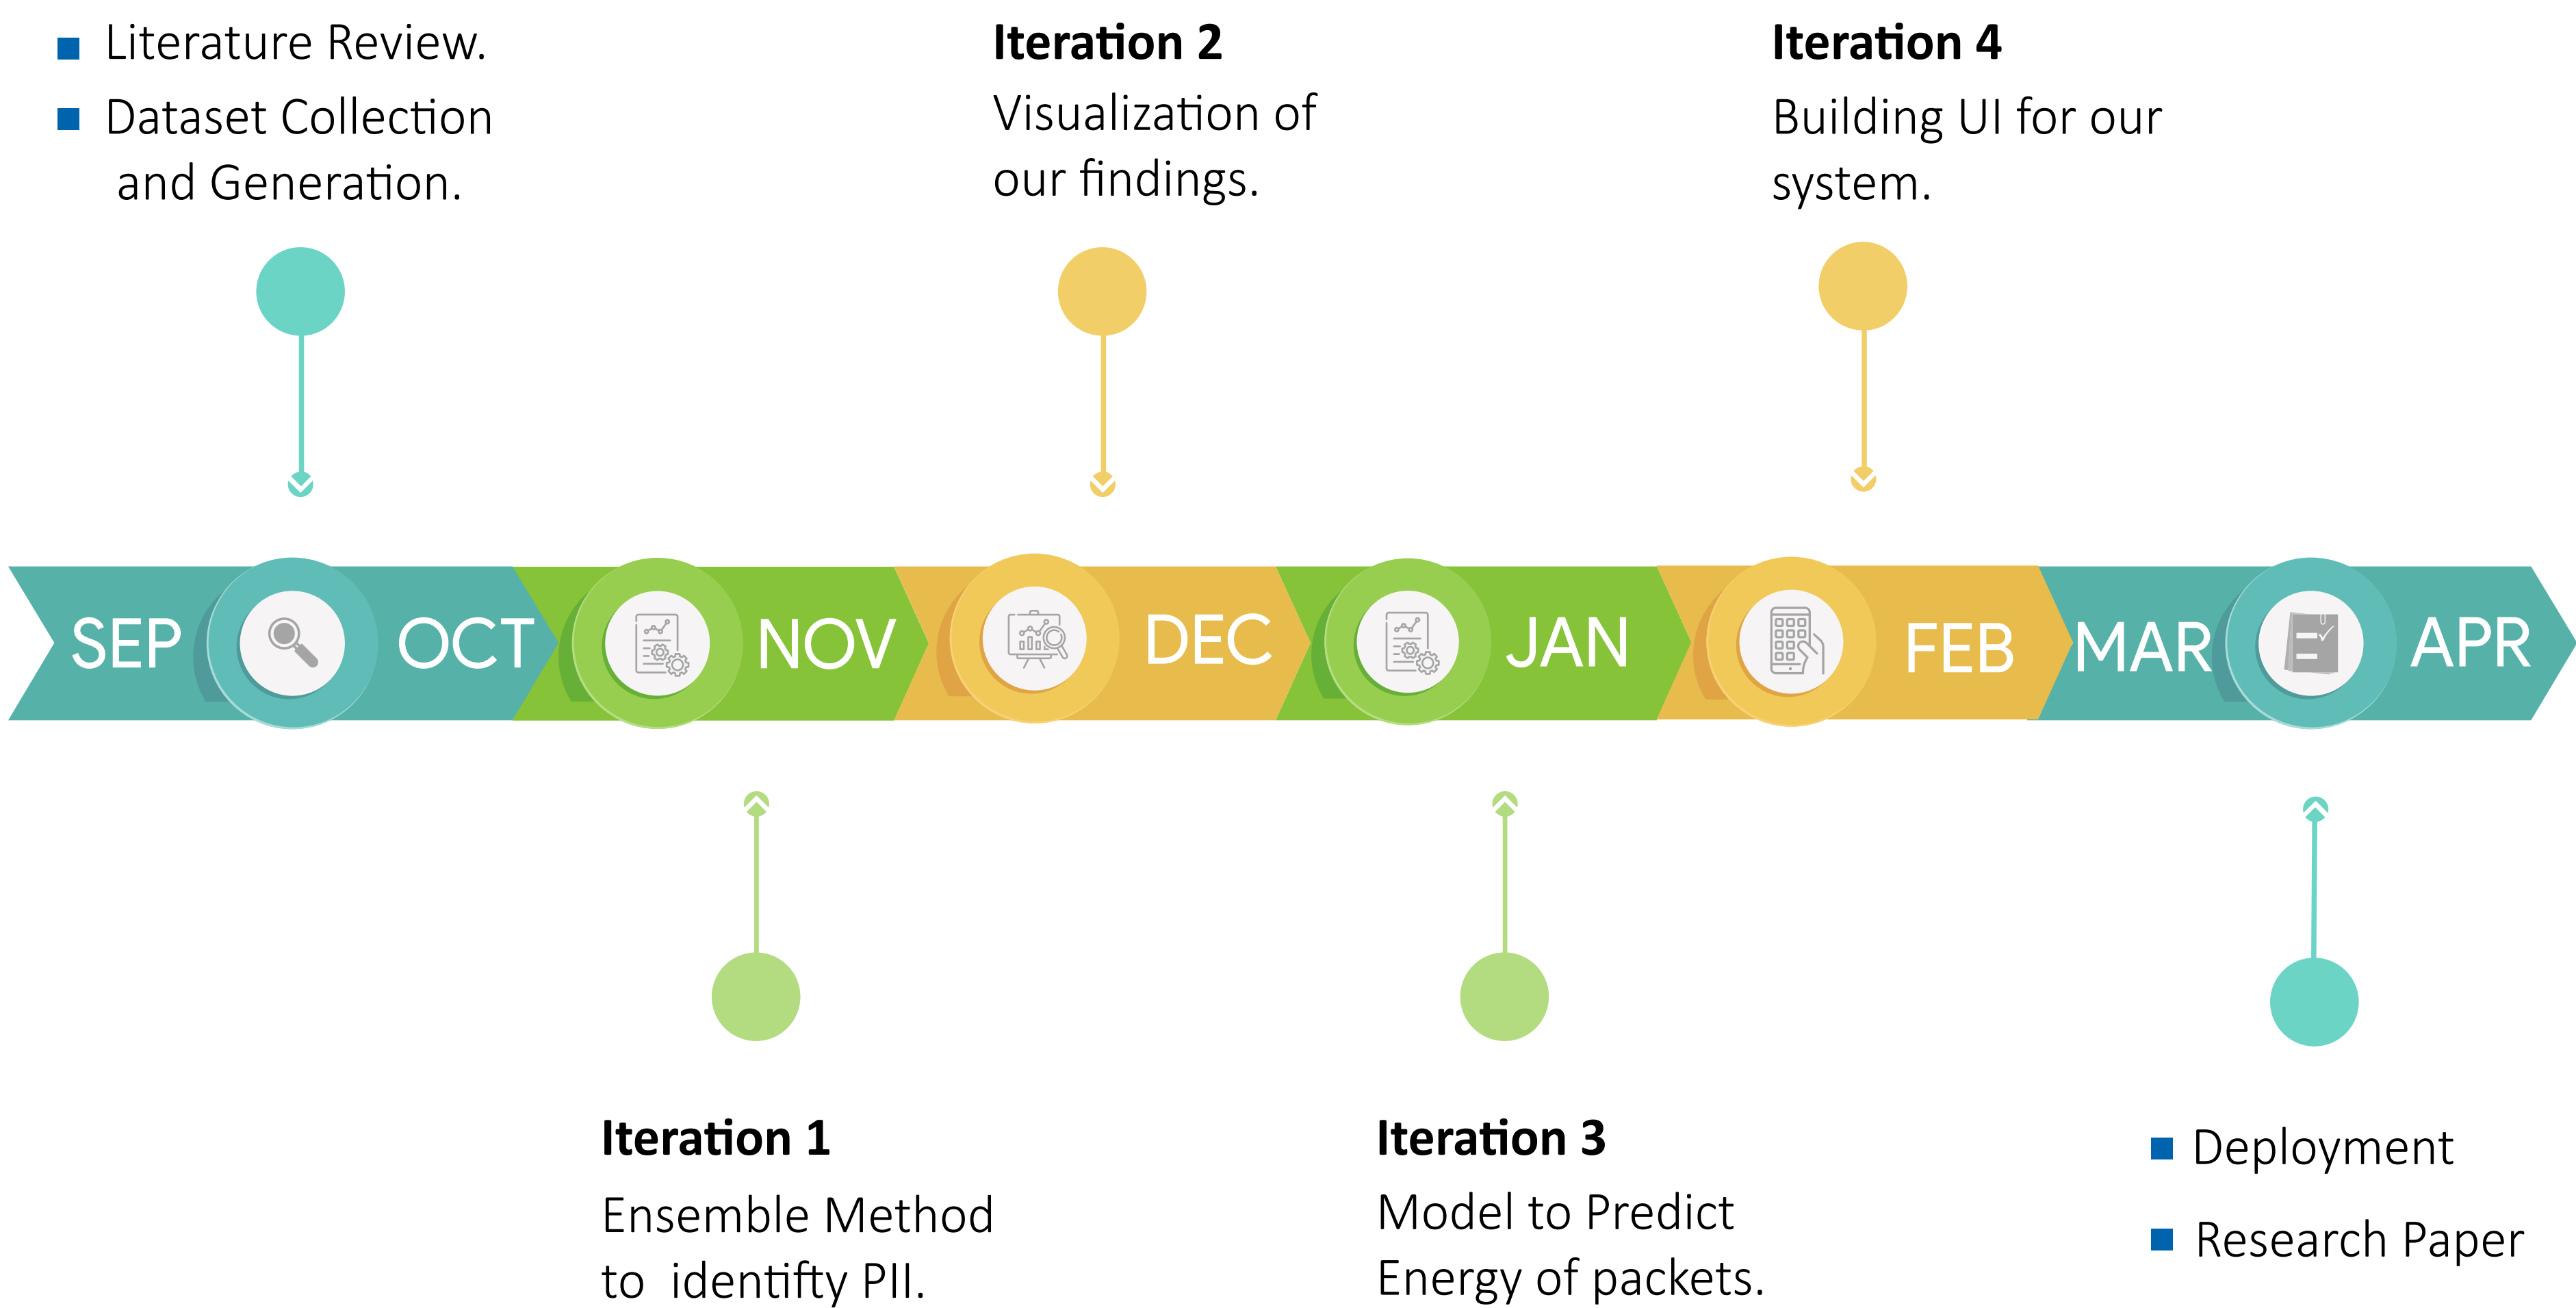 Literature Review.
Dataset Collection
and Generation.
Iteration 2
Visualization of
our findings.
Iteration 4
Building UI for our
system.
SEP
OCT
NOV
DEC
JAN
FEB
MAR
APR
Iteration 1
Ensemble Method
to identifty PII.
Iteration 3
Model to Predict
Energy of packets.
Deployment
Research Paper